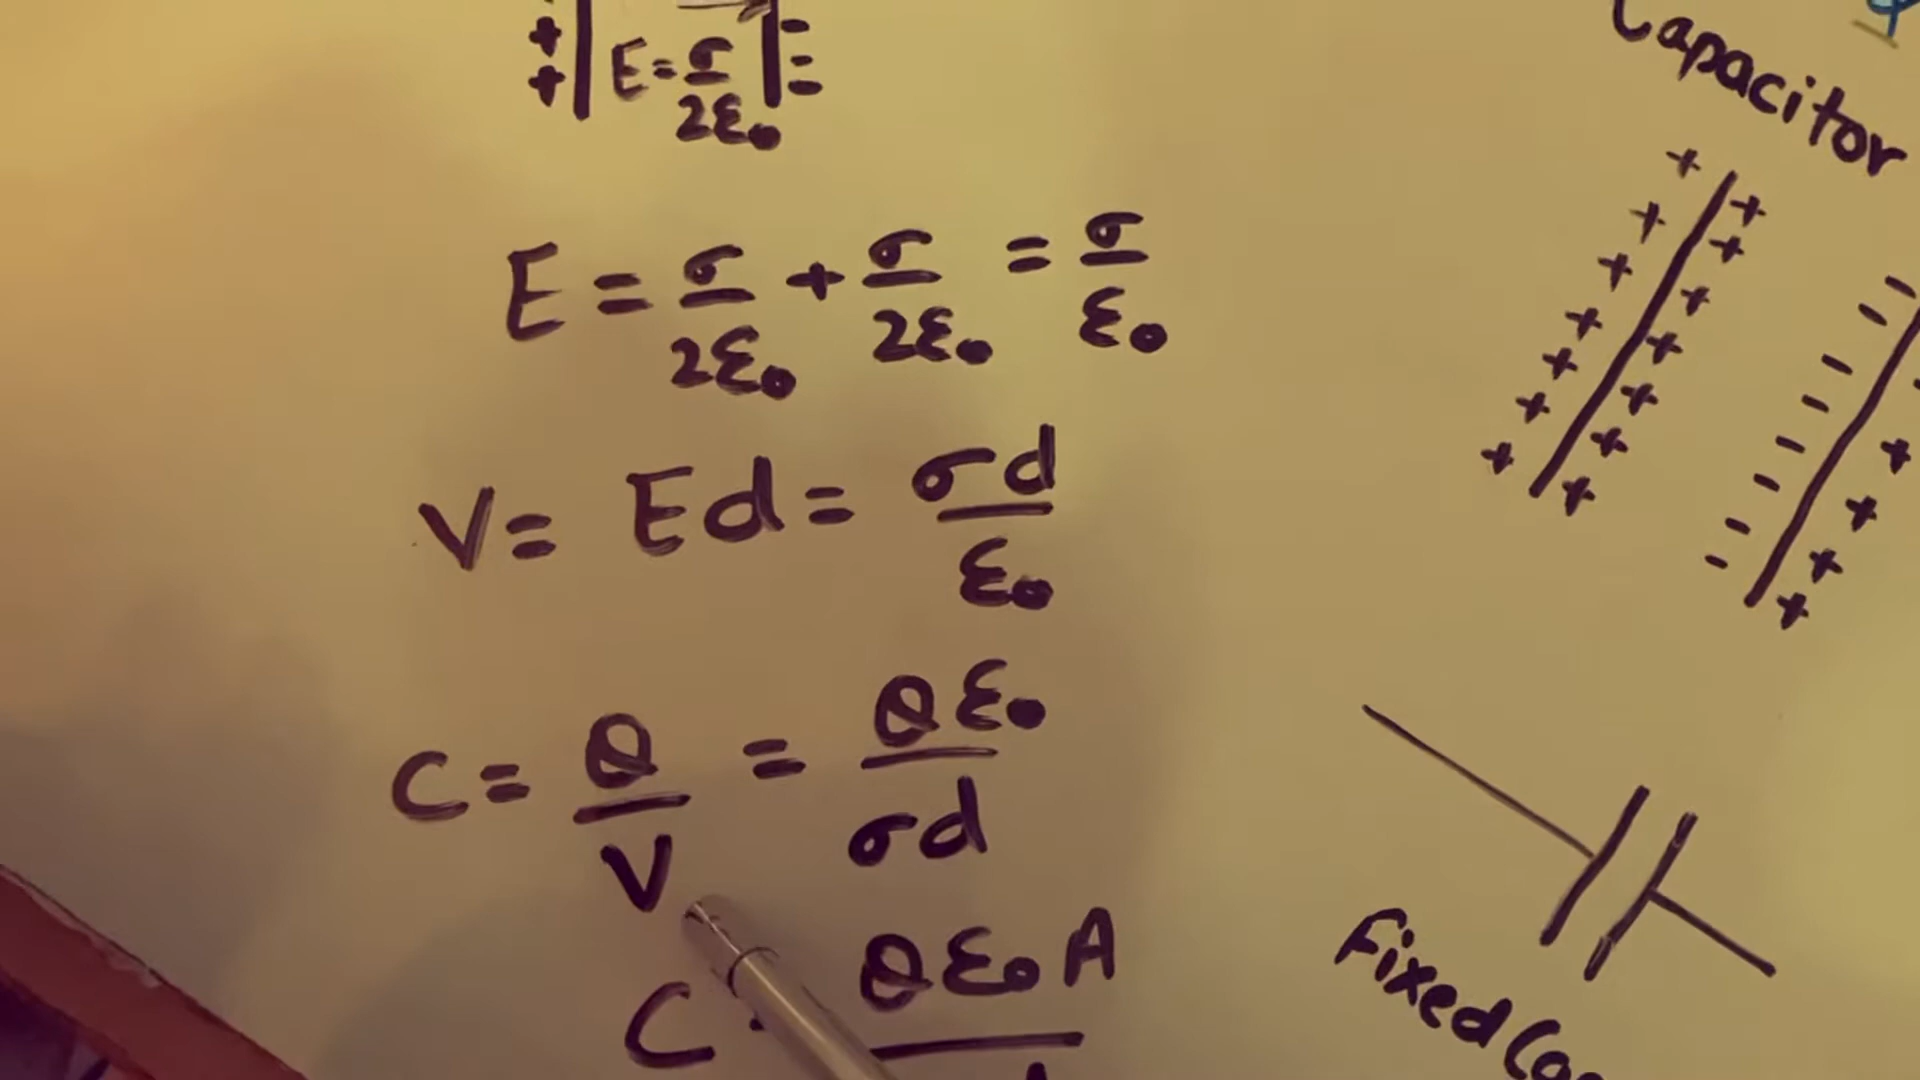 +
+ E=σ/2ε₀ =
E = σ/2ε₀ + σ/2ε₀ = σ/ε₀
V= Ed = σd/ε₀
C = Q/V = Qε₀/σd
C Qε₀A
Capacitor
Fixed